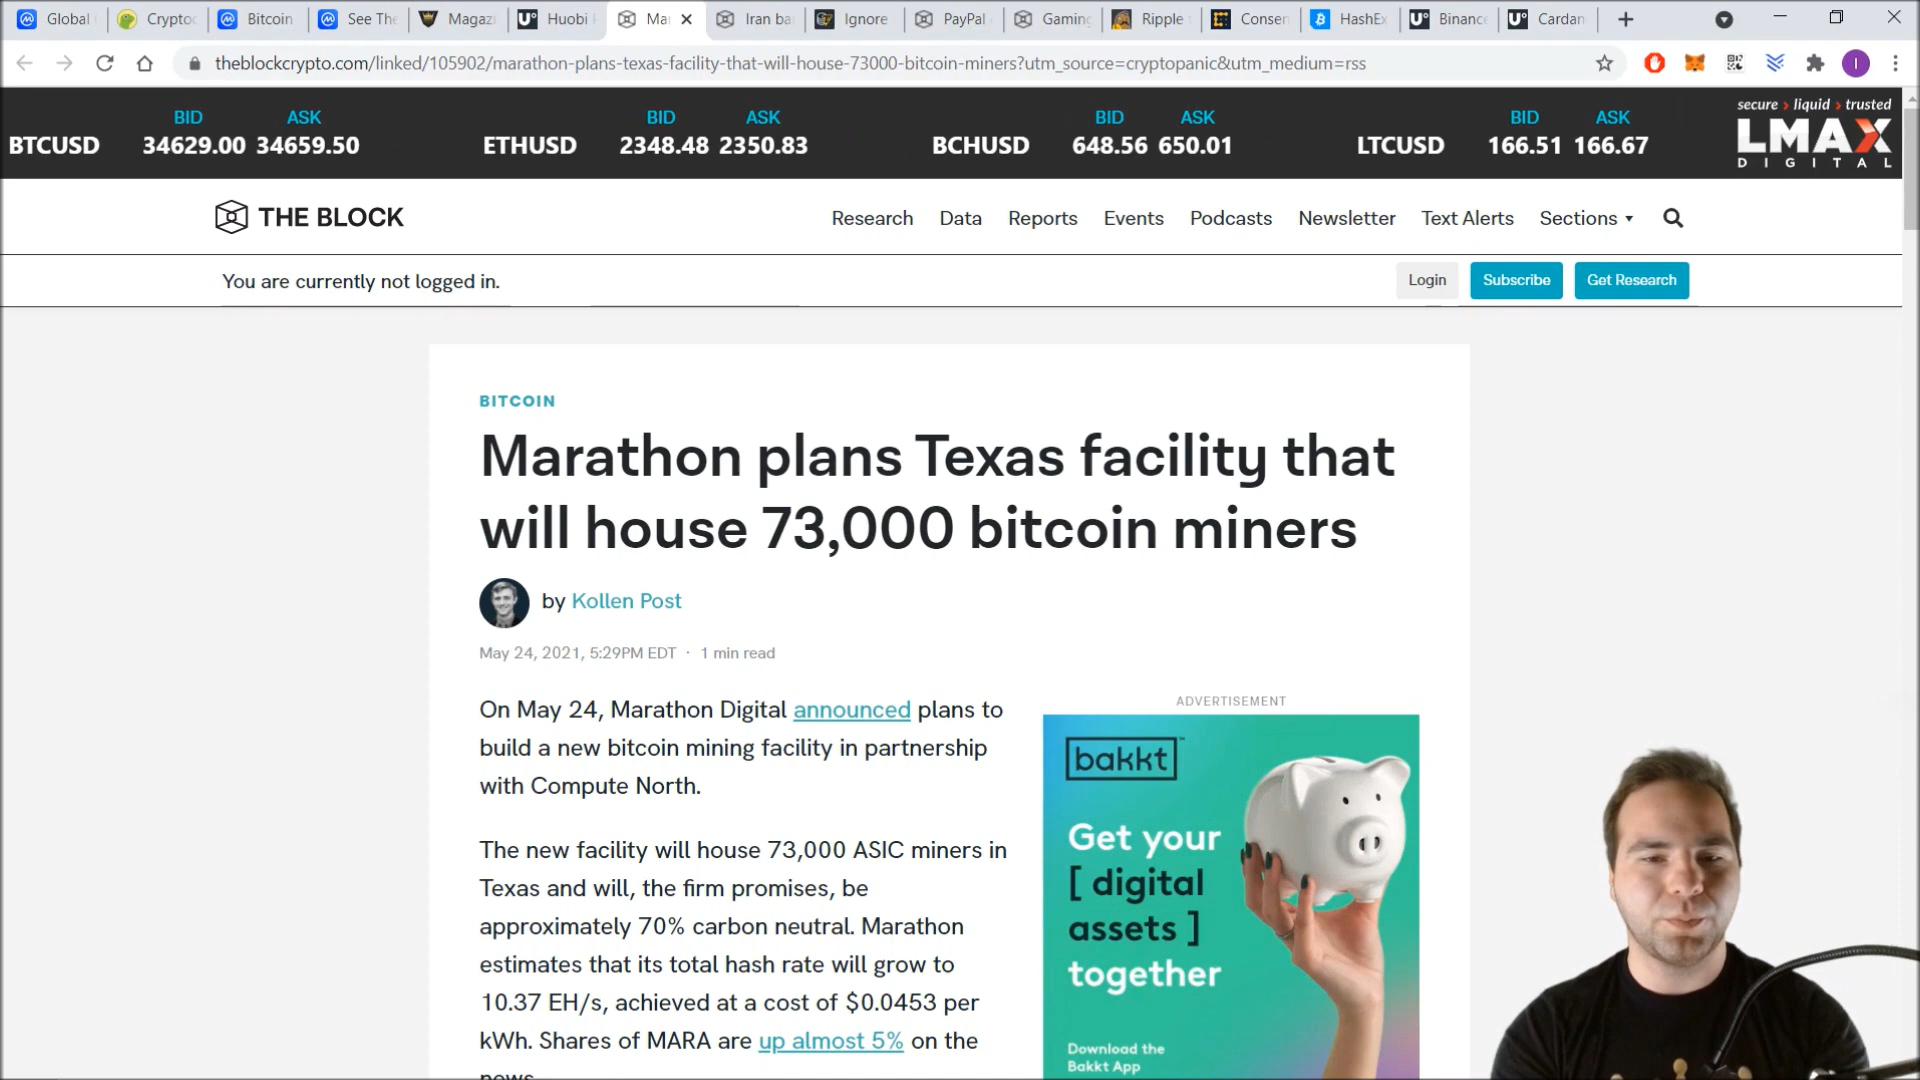 Global
Cryptoc
Bitcoin
See The
Magazi
Huobi
Mar
Iran ba
Ignore
PayPal
Gaming
Ripple
Consen
HashEx
Binance
Cardan
theblockcrypto.com/linked/105902/marathon-plans-texas-facility-that-will-house-73000-bitcoin-miners?utm_source=cryptopanic&utm_medium=rss
BID ASK BID ASK BID ASK BID ASK
BTCUSD 34629.00 34659.50 ETHUSD 2348.48 2350.83 BCHUSD 648.56 650.01 LTCUSD 166.51 166.67
secure › liquid › trusted
LMAX
DIGITAL
THE BLOCK
Research Data Reports Events Podcasts Newsletter Text Alerts Sections
You are currently not logged in.
Login Subscribe Get Research
BITCOIN
Marathon plans Texas facility that
will house 73,000 bitcoin miners
by Kollen Post
May 24, 2021, 5:29PM EDT · 1 min read
On May 24, Marathon Digital announced plans to
build a new bitcoin mining facility in partnership
with Compute North.
The new facility will house 73,000 ASIC miners in
Texas and will, the firm promises, be
approximately 70% carbon neutral. Marathon
estimates that its total hash rate will grow to
10.37 EH/s, achieved at a cost of $0.0453 per
kWh. Shares of MARA are up almost 5% on the
news.
ADVERTISEMENT
bakkt™
Get your
[ digital
assets ]
together
Download the
Bakkt App